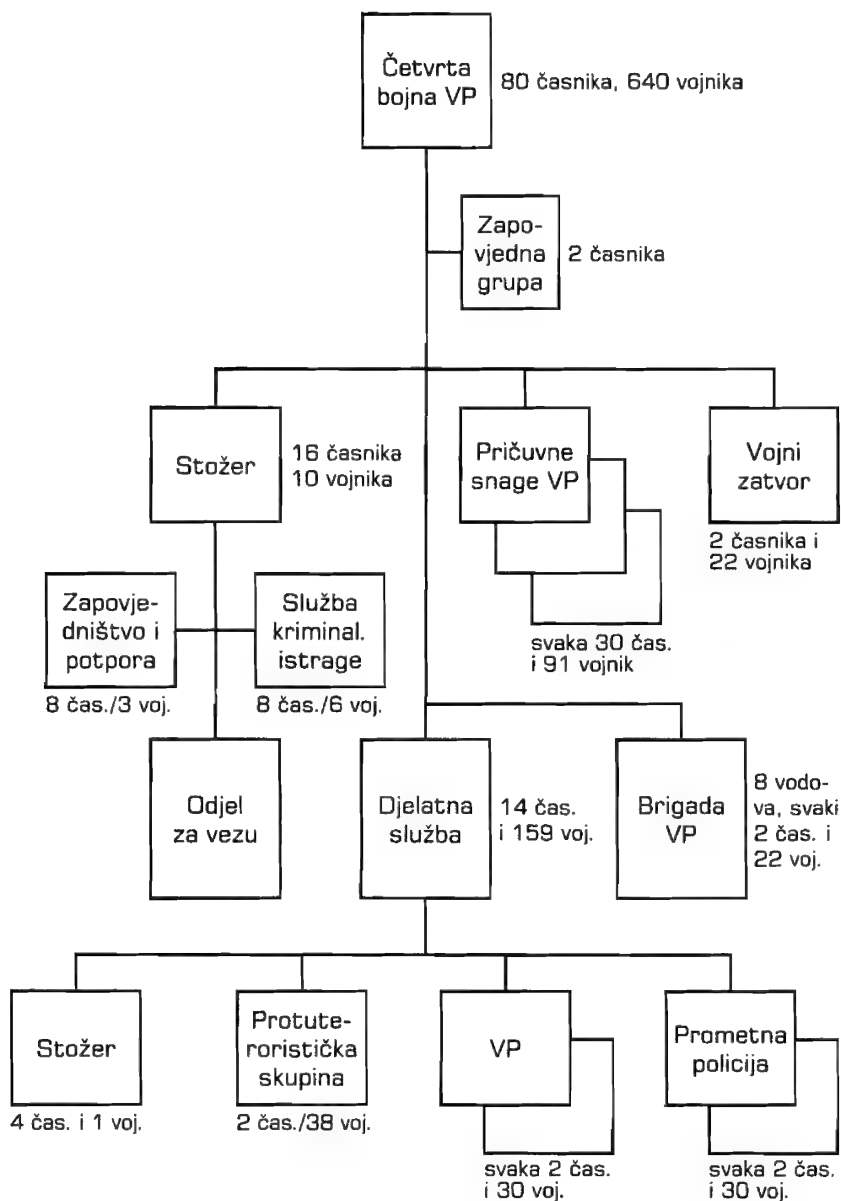 Četvrta
bojna VP
80 časnika, 640 vojnika
Zapo-
vjedna
grupa
2 časnika
Stožer
16 časnika
10 vojnika
Pričuvne
snage VP
svaka 30 čas.
i 91 vojnik
Vojni
zatvor
2 časnika i
22 vojnika
Zapovje-
dništvo i
potpora
8 čas./3 voj.
Služba
kriminal.
istrage
8 čas./6 voj.
Odjel
za vezu
Djelatna
služba
14 čas.
i 159 voj.
Brigada
VP
8 vodo-
va, svaki
2 čas. i
22 voj.
Stožer
4 čas. i 1 voj.
Protute-
roristička
skupina
2 čas./38 voj.
VP
svaka 2 čas.
i 30 voj.
Prometna
policija
svaka 2 čas.
i 30 voj.